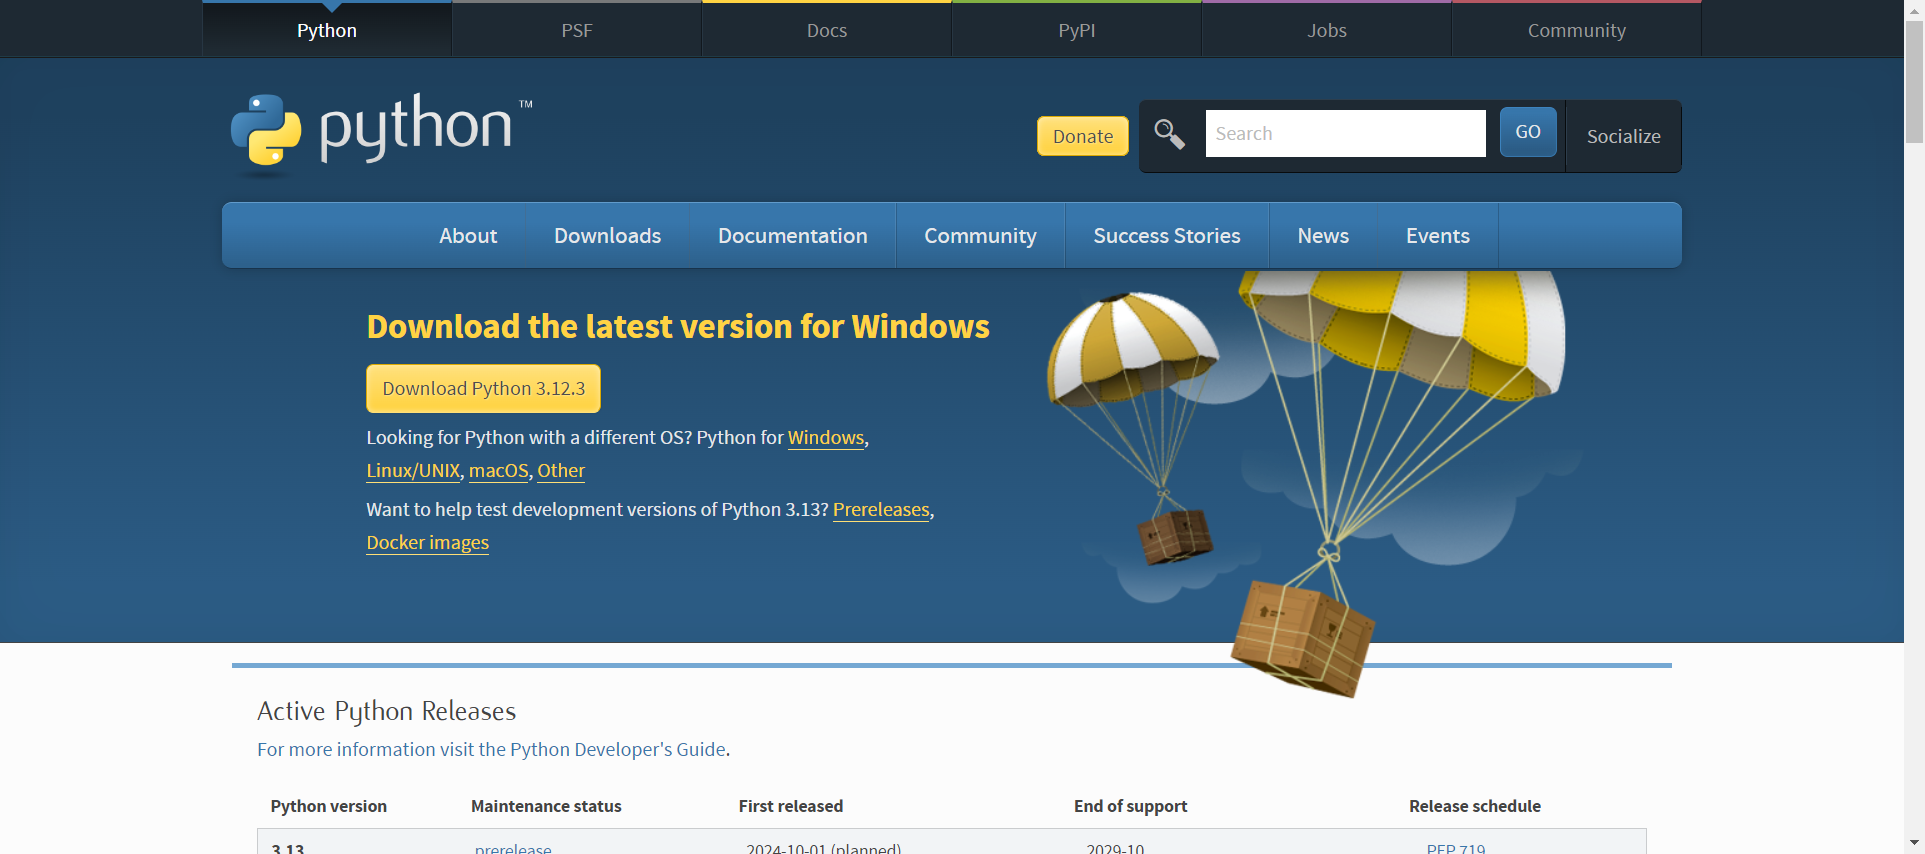 Python
PSF
Docs
PyPI
Jobs
Community
python™
Donate
Search
GO
Socialize
About
Downloads
Documentation
Community
Success Stories
News
Events
Download the latest version for Windows
Download Python 3.12.3
Looking for Python with a different OS? Python for Windows,
Linux/UNIX, macOS, Other
Want to help test development versions of Python 3.13? Prereleases,
Docker images
Active Python Releases
For more information visit the Python Developer's Guide.
Python version Maintenance status First released End of support Release schedule
3.13 prerelease 2024-10-01 (planned) 2029-10 PEP 719